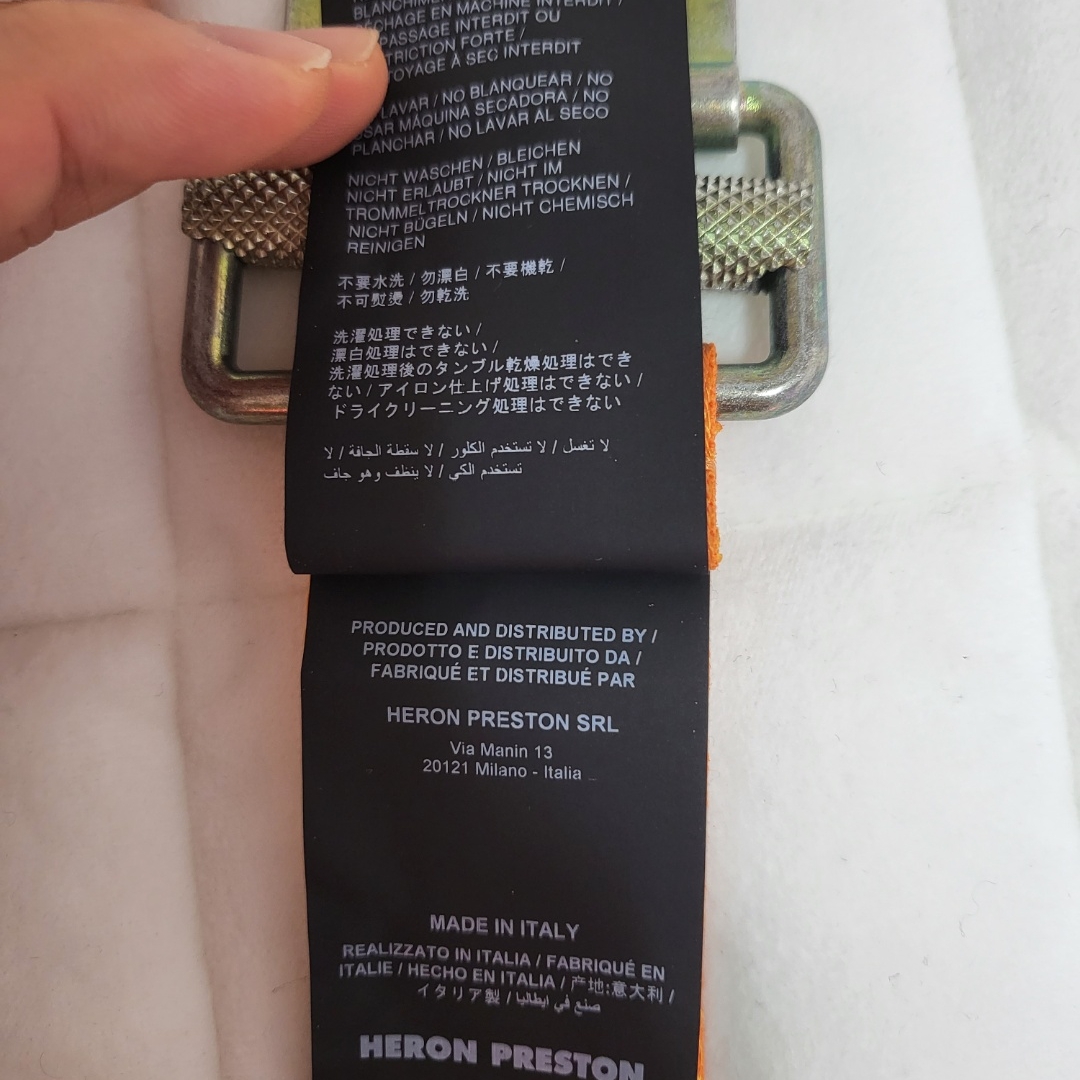 BLANCHIME
ÉCHAGE EN MACHINE INTERDIT /
PASSAGE INTERDIT OU
TRICTION FORTE /
TOYAGE À SEC INTERDIT
LAVAR / NO BLANQUEAR / NO
USAR MAQUINA SECADORA / NO
PLANCHAR / NO LAVAR AL SECO
NICHT WASCHEN / BLEICHEN
NICHT ERLAUBT / NICHT IM
TROMMELTROCKNER TROCKNEN /
NICHT BÜGELN / NICHT CHEMISCH
REINIGEN
不要水洗 / 勿漂白 / 不要機乾 /
不可熨燙 / 勿乾洗
洗濯処理できない /
漂白処理はできない /
洗濯処理後のタンブル乾燥処理はでき
ない / アイロン仕上げ処理はできない /
ドライクリーニング処理はできない
لا تغسل / لا تستخدم الكلور / لا سقطة الجافة / لا
تستخدم الكي / لا ينظف وهو جاف
PRODUCED AND DISTRIBUTED BY /
PRODOTTO E DISTRIBUITO DA /
FABRIQUÉ ET DISTRIBUÉ PAR
HERON PRESTON SRL
Via Manin 13
20121 Milano - Italia
MADE IN ITALY
REALIZZATO IN ITALIA / FABRIQUÉ EN
ITALIE / HECHO EN ITALIA / 产地:意大利 /
イタリア製 / صنع في ايطاليا
HERON PRESTON